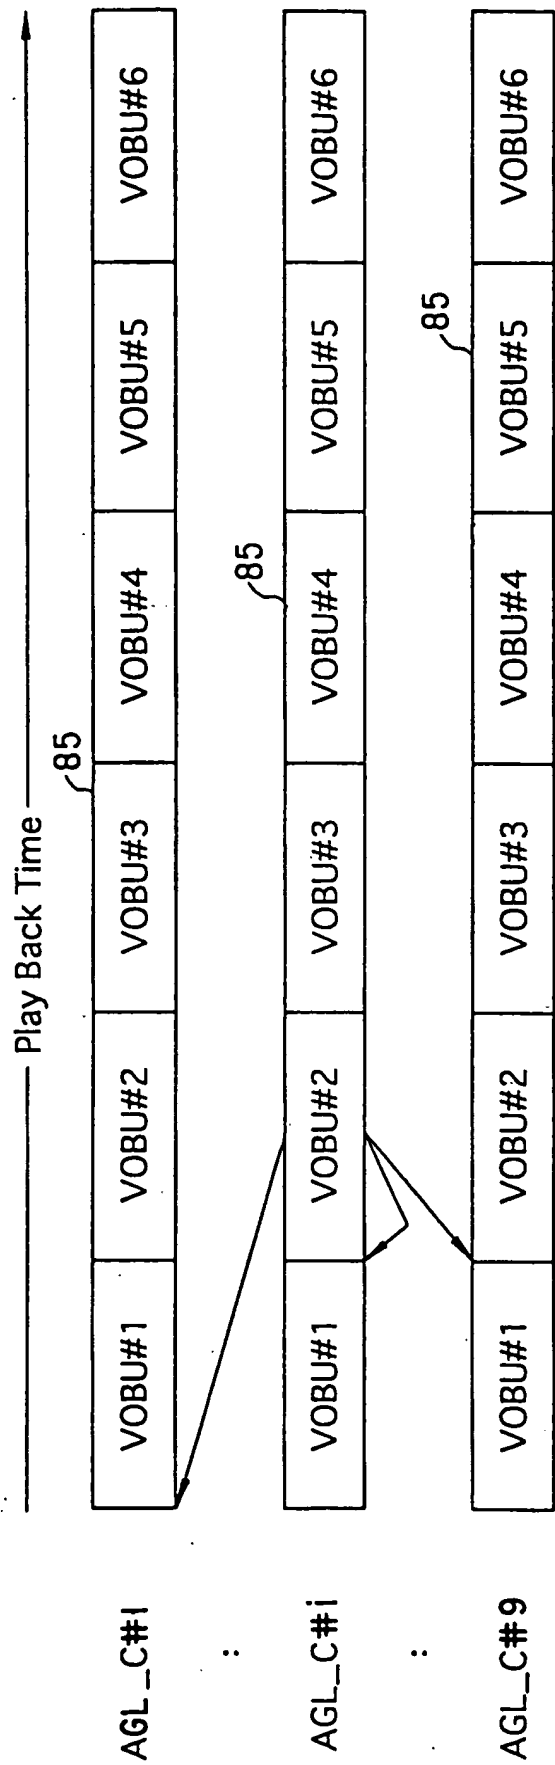 Play Back Time
85
AGL_C#1 VOBU#1 VOBU#2 VOBU#3 VOBU#4 VOBU#5 VOBU#6
:
85
AGL_C#i VOBU#1 VOBU#2 VOBU#3 VOBU#4 VOBU#5 VOBU#6
:
85
AGL_C#9 VOBU#1 VOBU#2 VOBU#3 VOBU#4 VOBU#5 VOBU#6